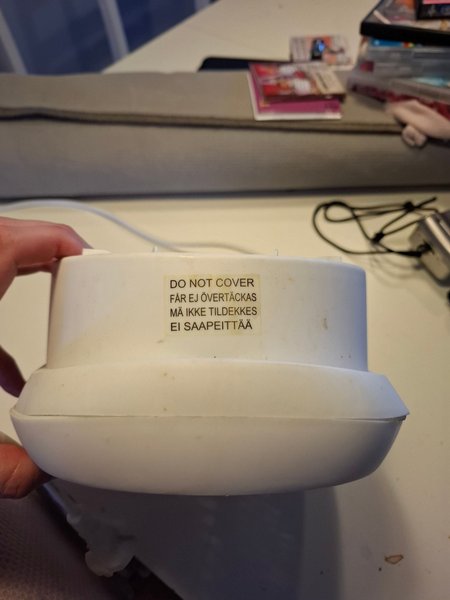 DO NOT COVER
FÅR EJ ÖVERTÄCKAS
MÅ IKKE TILDEKKES
EI SAAPEITTÄÄ